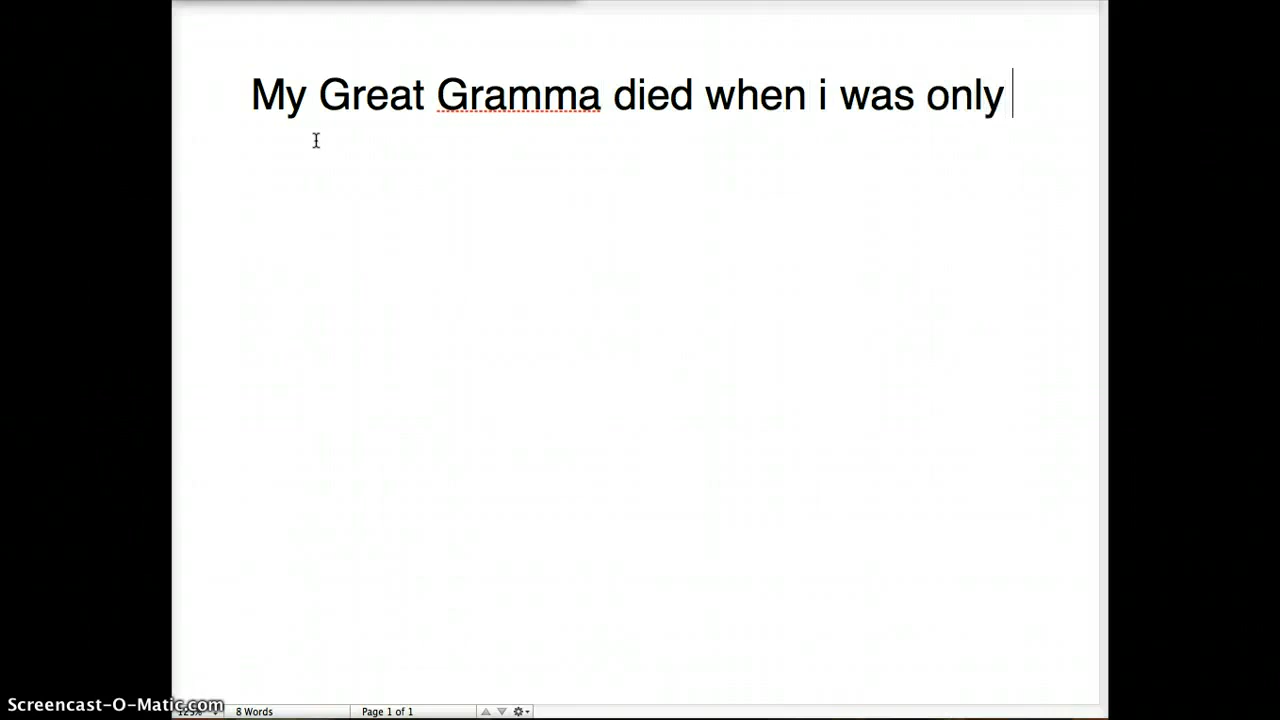 My Great Gramma died when i was only
Screencast-O-Matic.com
8 Words
Page 1 of 1